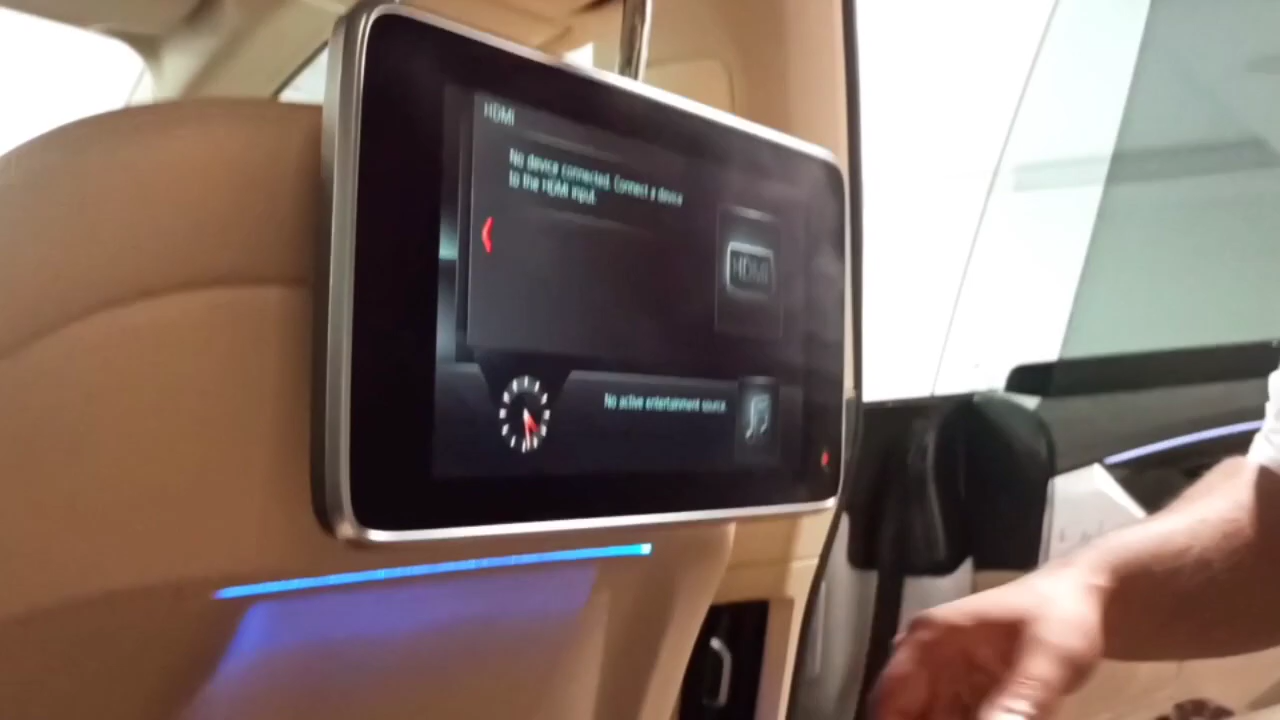 HDMI
No device connected. Connect a device
to the HDMI input.
HDMI
No active entertainment source.